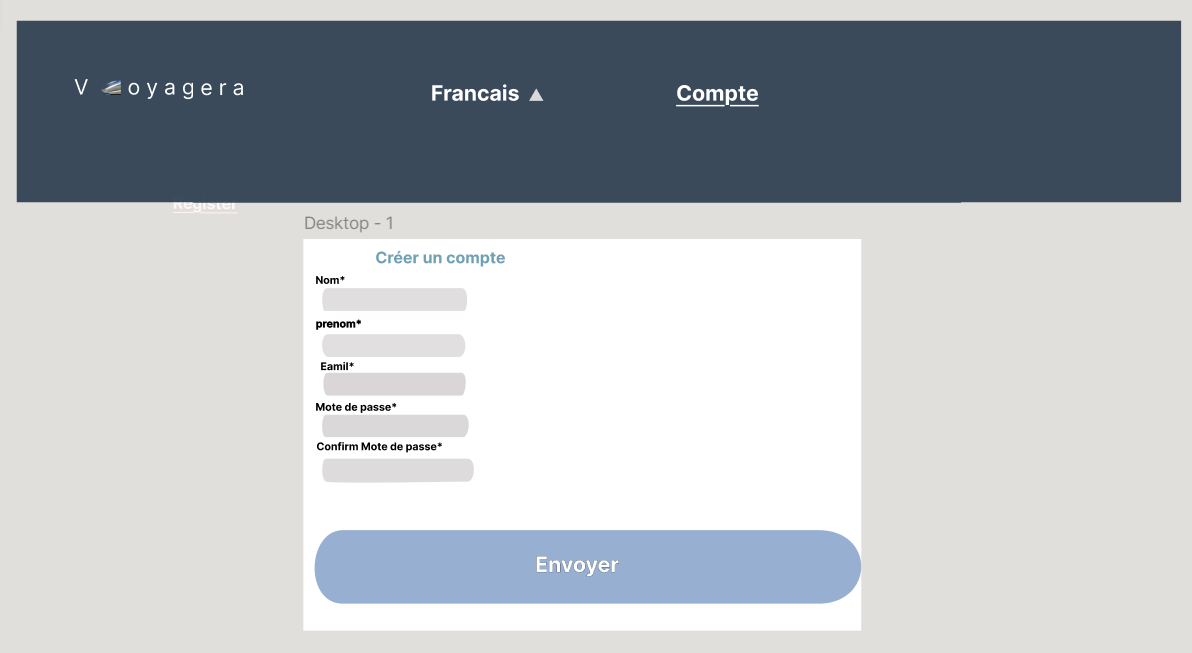 V oyagera
Francais ▲
Compte
Register
Desktop - 1
Créer un compte
Nom*
prenom*
Eamil*
Mote de passe*
Confirm Mote de passe*
Envoyer